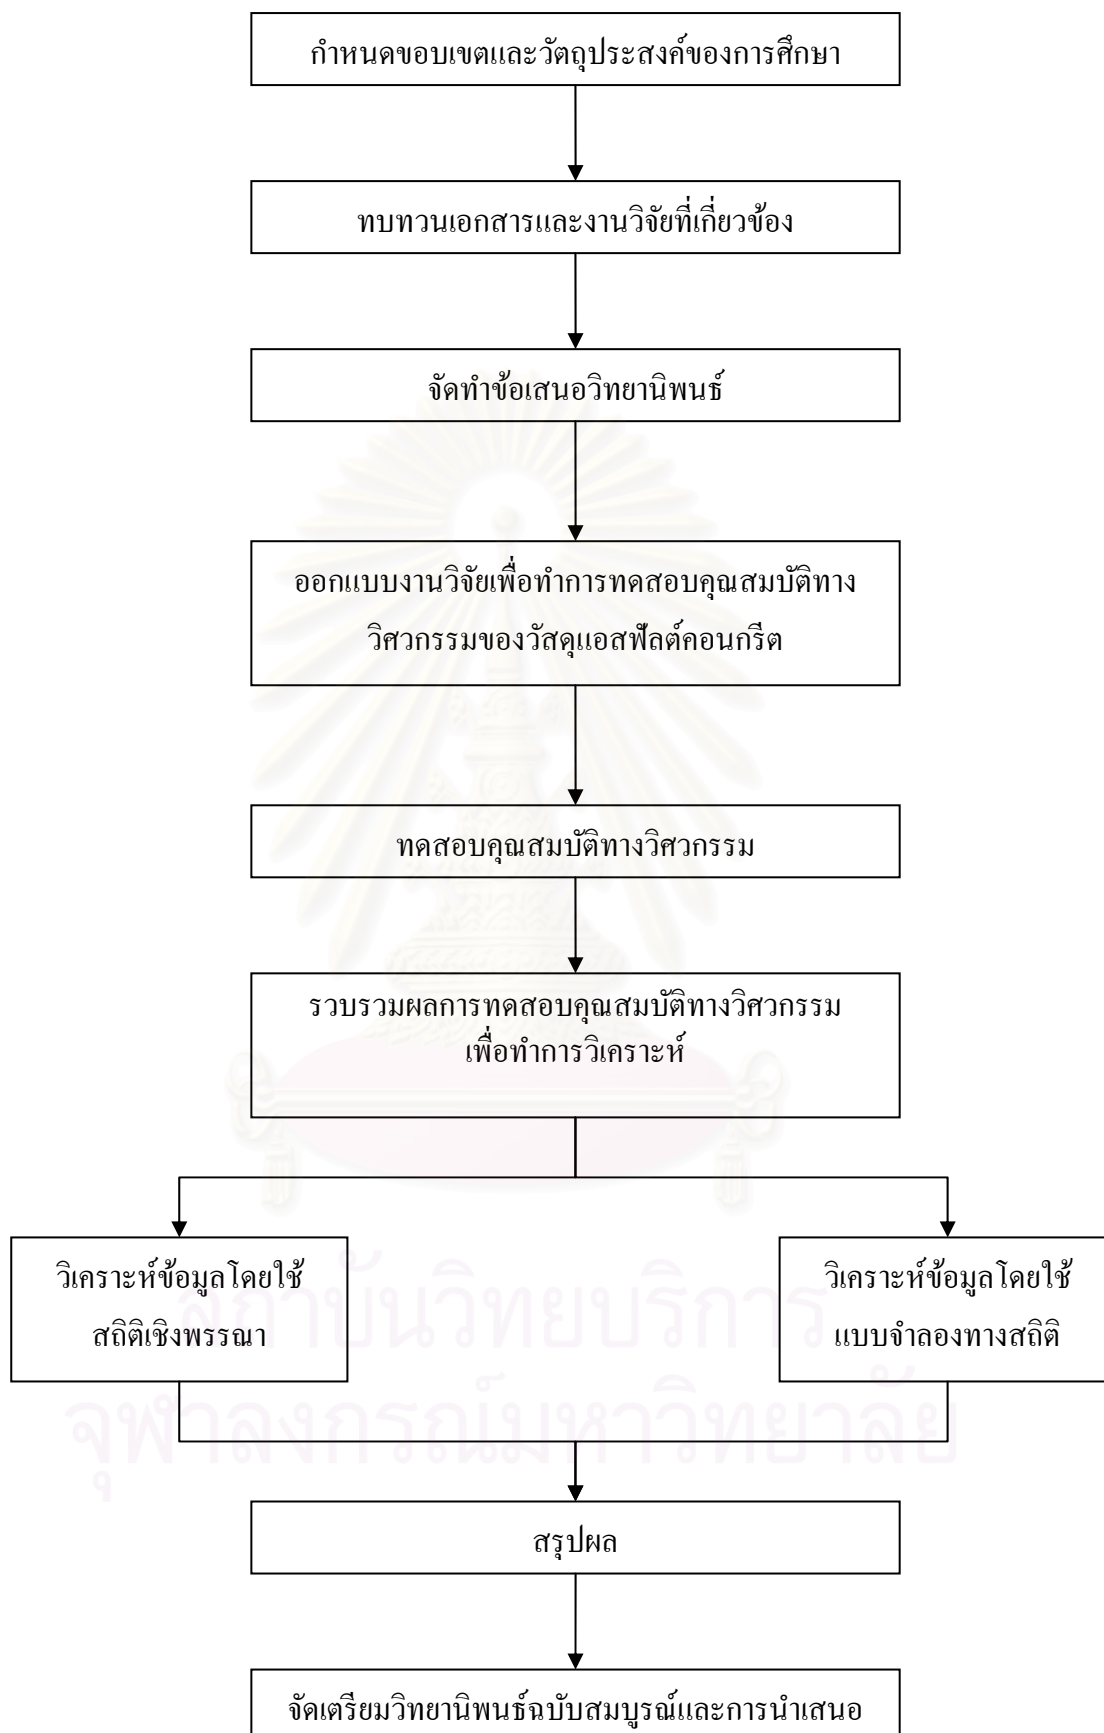 กำหนดขอบเขตและวัตถุประสงค์ของการศึกษา
ทบทวนเอกสารและงานวิจัยที่เกี่ยวข้อง
จัดทำข้อเสนอวิทยานิพนธ์
ออกแบบงานวิจัยเพื่อทำการทดสอบคุณสมบัติทาง
วิศวกรรมของวัสดุแอสฟัลต์คอนกรีต
ทดสอบคุณสมบัติทางวิศวกรรม
รวบรวมผลการทดสอบคุณสมบัติทางวิศวกรรม
เพื่อทำการวิเคราะห์
วิเคราะห์ข้อมูลโดยใช้
สถิติเชิงพรรณา
วิเคราะห์ข้อมูลโดยใช้
แบบจำลองทางสถิติ
สถาบันวิทยบริการ
จุฬาลงกรณ์มหาวิทยาลัย
สรุปผล
จัดเตรียมวิทยานิพนธ์ฉบับสมบูรณ์และการนำเสนอ